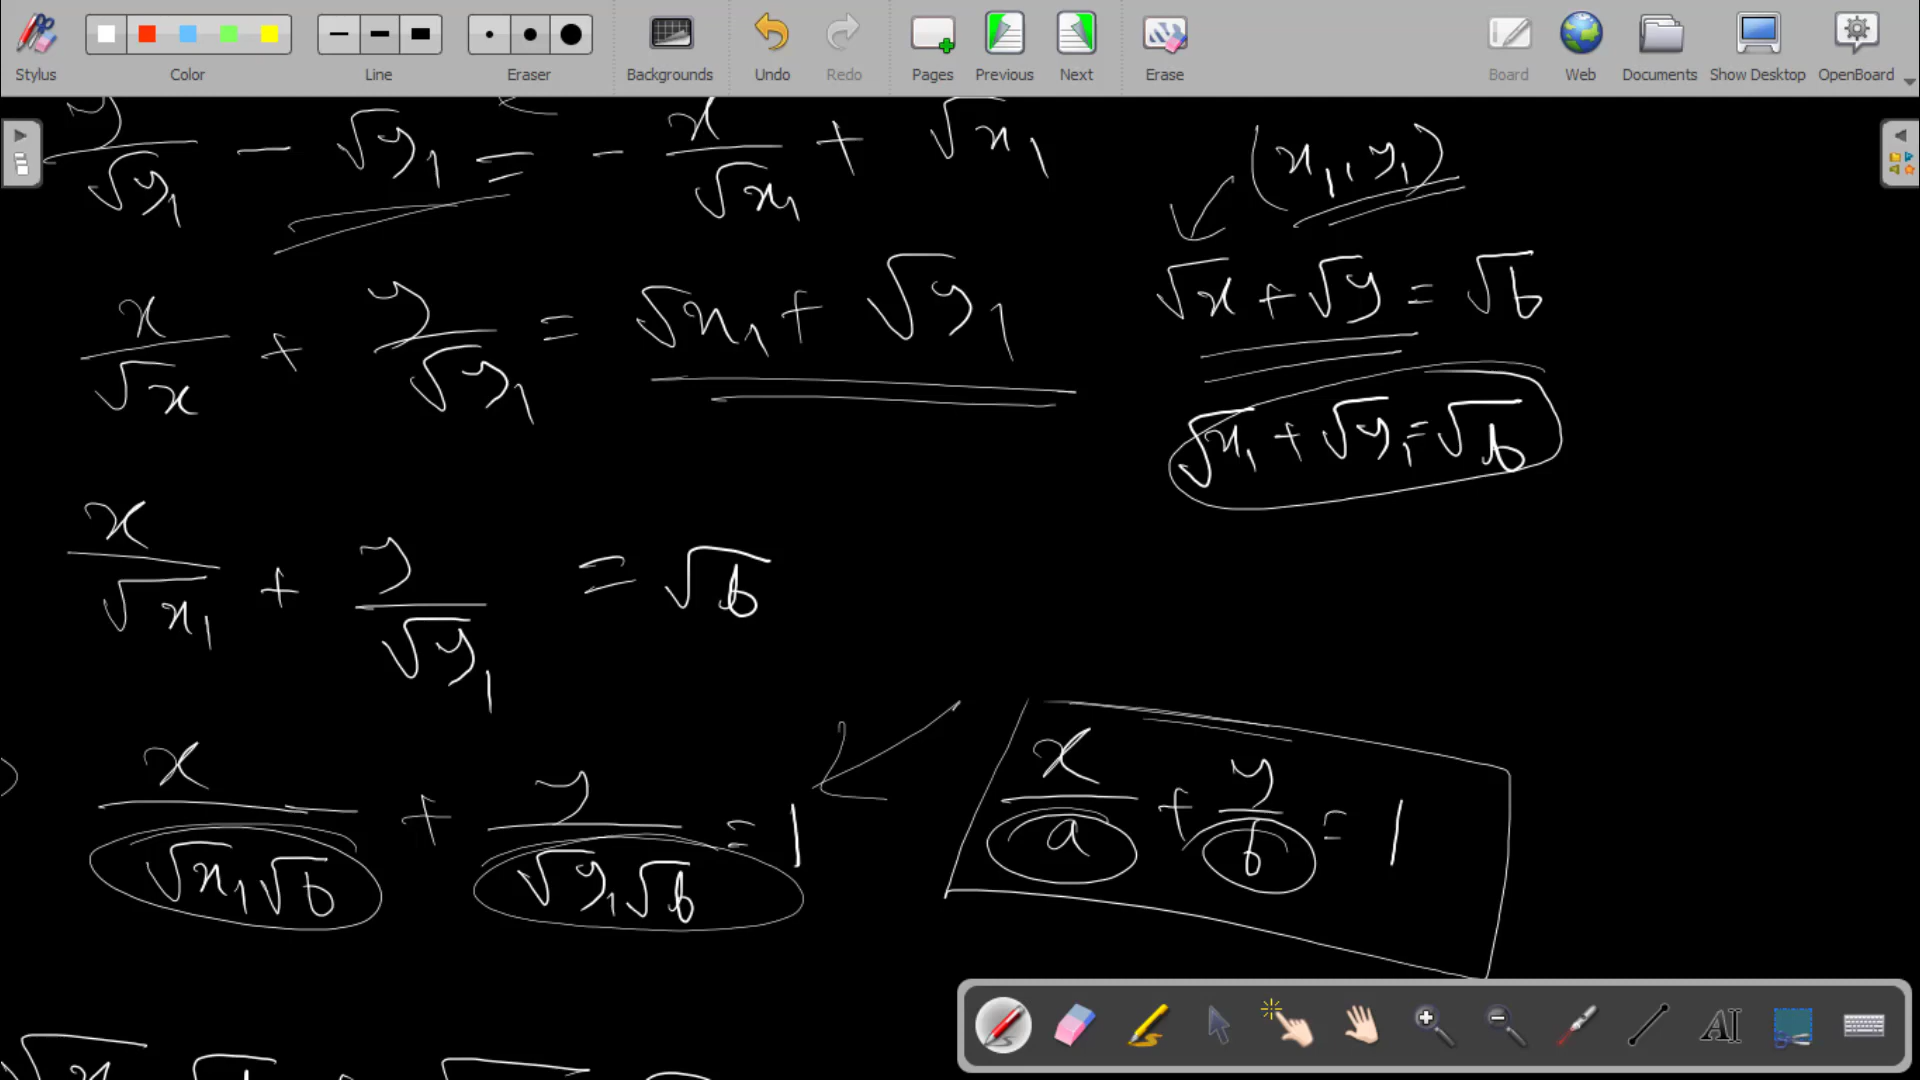 Stylus Color Line Eraser Backgrounds Undo Redo Pages Previous Next Erase Board Web Documents Show Desktop OpenBoard
y/√y₁ - √y₁ = - x/√x₁ + √x₁
(x₁, y₁)
x/√x + y/√y₁ = √x₁ + √y₁
√x + √y = √b
√x₁ + √y₁ = √b
x/√x₁ + y/√y₁ = √b
x/√x₁√b + y/√y₁√b = 1
x/a + y/b = 1